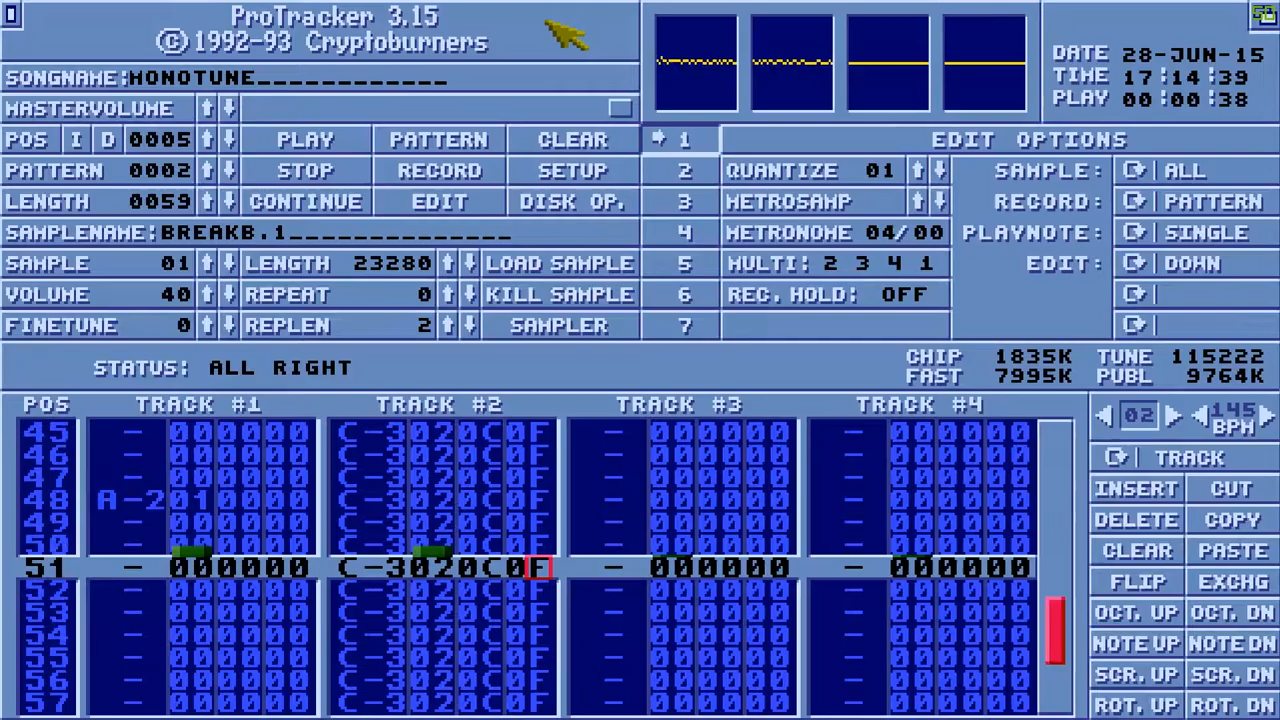 ProTracker 3.15
© 1992-93 Cryptoburners
50
SONGNAME:MONOTUNE_____________
DATE 28-JUN-15
TIME 17:14:39
PLAY 00:00:38
MASTERVOLUME
POS I D 0005 PLAY PATTERN CLEAR 1 EDIT OPTIONS
PATTERN 0002 STOP RECORD SETUP 2 QUANTIZE 01 SAMPLE: ALL
LENGTH 0059 CONTINUE EDIT DISK OP. 3 METROSAMP RECORD: PATTERN
SAMPLENAME:BREAKB.1______________ 4 METRONOME 04/00 PLAYNOTE: SINGLE
SAMPLE 01 LENGTH 23280 LOAD SAMPLE 5 MULTI: 2 3 4 1 EDIT: DOWN
VOLUME 40 REPEAT 0 KILL SAMPLE 6 REC. HOLD: OFF
FINETUNE 0 REPLEN 2 SAMPLER 7
STATUS: ALL RIGHT CHIP 1835K TUNE 115222
FAST 7995K PUBL 9764K
POS TRACK #1 TRACK #2 TRACK #3 TRACK #4 02 145 BPM
45 - 000000 C-3020C0F - 000000 - 000000
46 - 000000 C-3020C0F - 000000 - 000000 TRACK
47 - 000000 C-3020C0F - 000000 - 000000 INSERT CUT
48 A-2010000 C-3020C0F - 000000 - 000000
49 - 000000 C-3020C0F - 000000 - 000000 DELETE COPY
50 - 000000 C-3020C0F - 000000 - 000000 CLEAR PASTE
51 - 000000 C-3020C0F - 000000 - 000000 FLIP EXCHG
52 - 000000 C-3020C0F - 000000 - 000000
53 - 000000 C-3020C0F - 000000 - 000000 OCT. UP OCT. DN
54 - 000000 C-3020C0F - 000000 - 000000 NOTE UP NOTE DN
55 - 000000 C-3020C0F - 000000 - 000000
56 - 000000 C-3020C0F - 000000 - 000000 SCR. UP SCR. DN
57 - 000000 C-3020C0F - 000000 - 000000 ROT. UP ROT. DN